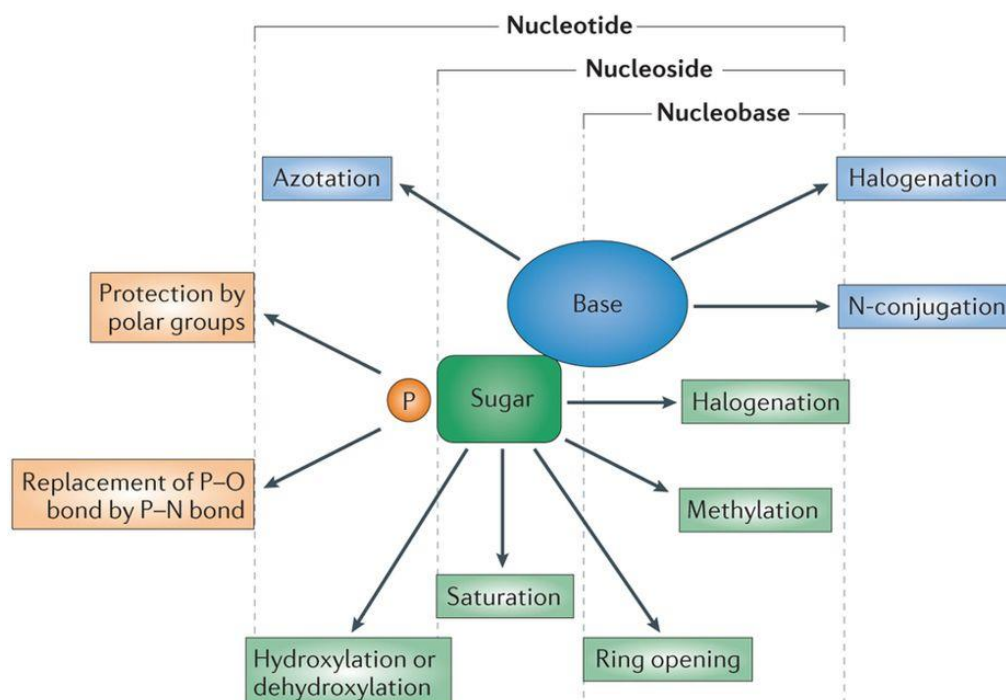 Nucleotide
Nucleoside
Nucleobase
Azotation
Halogenation
Protection by
polar groups
Base
N-conjugation
P
Sugar
Halogenation
Replacement of P–O
bond by P–N bond
Methylation
Saturation
Hydroxylation or
dehydroxylation
Ring opening